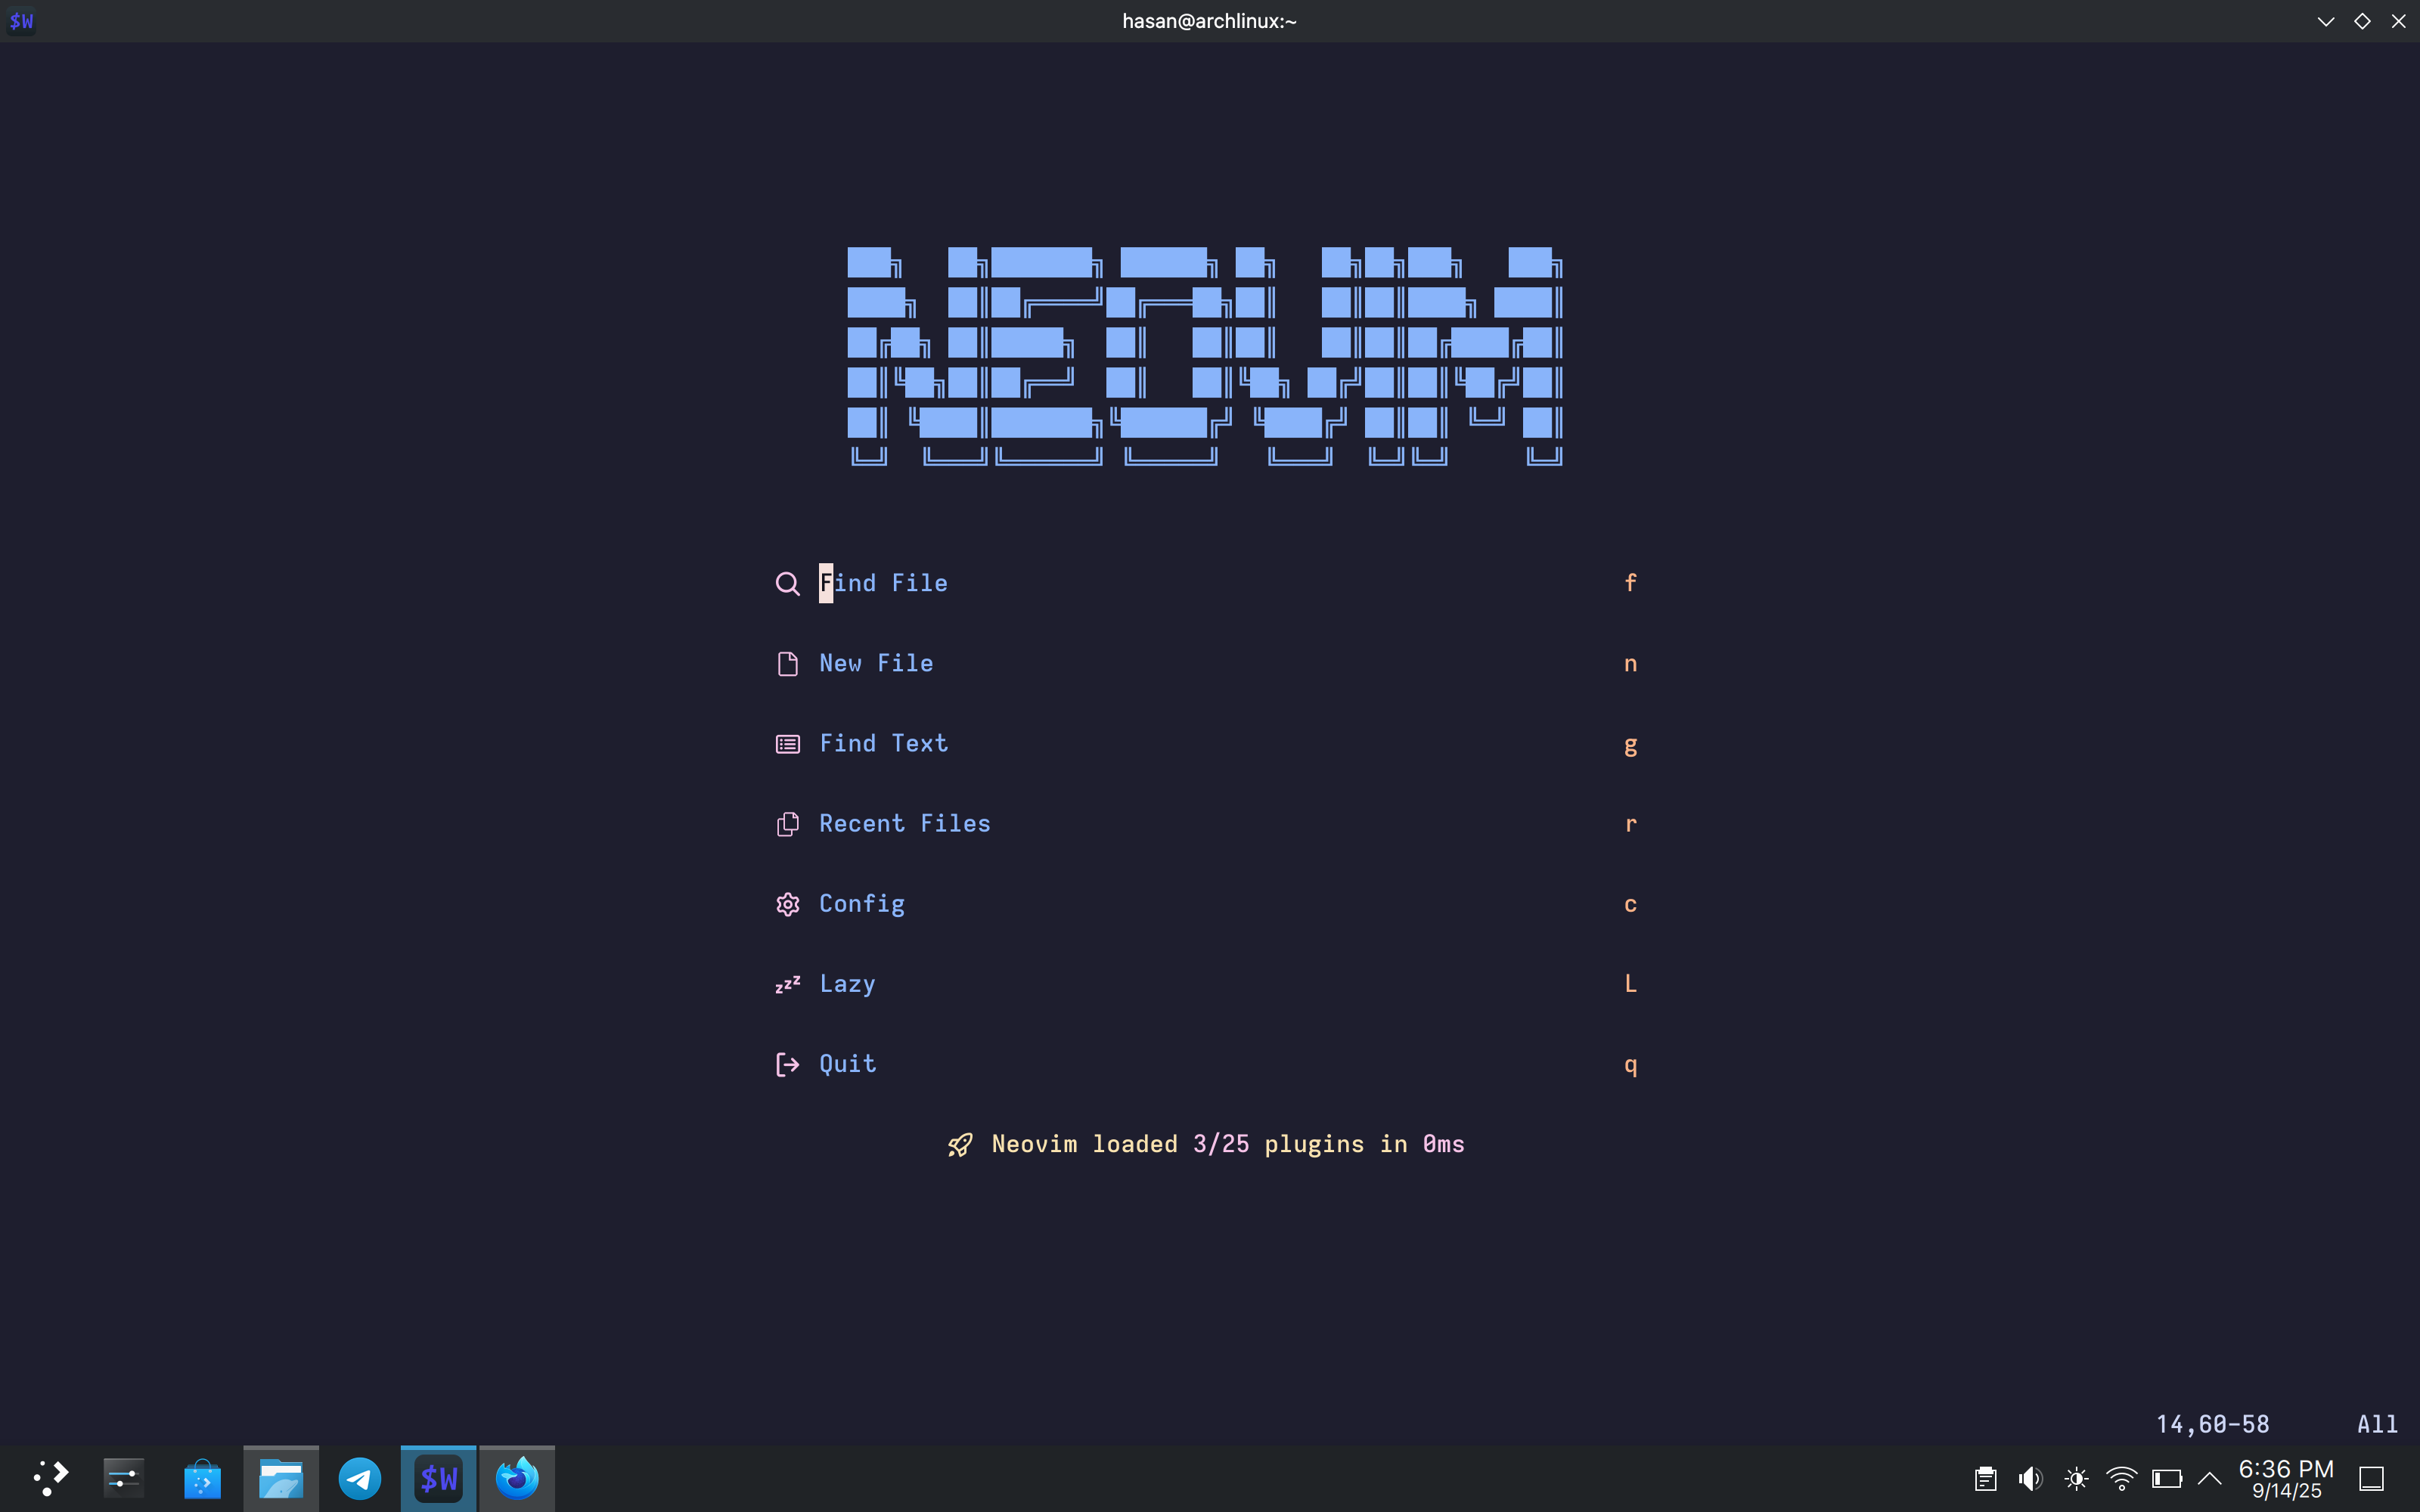 $W
hasan@archlinux:~
NEOVIM
Find File f
New File n
Find Text g
Recent Files r
Config c
zzz Lazy L
Quit q
Neovim loaded 3/25 plugins in 0ms
14,60-58 All
$W
6:36 PM
9/14/25